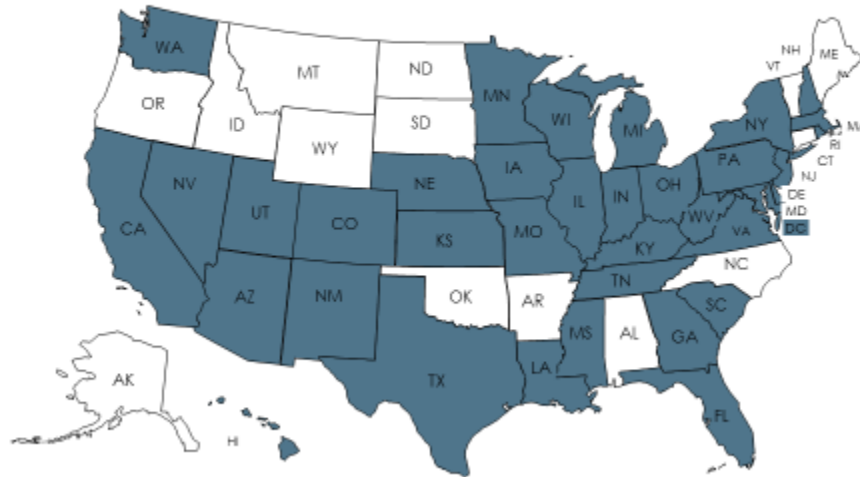 WA
MT
ND
MN
OR
ID
SD
WY
WI
MI
NH
VT
ME
NY
RI
CT
NJ
PA
DE
MD
DC
NV
UT
CO
NE
IA
IL
IN
OH
WV
VA
CA
KS
MO
KY
NC
TN
AZ
NM
OK
AR
SC
MS
AL
GA
TX
LA
FL
AK
HI